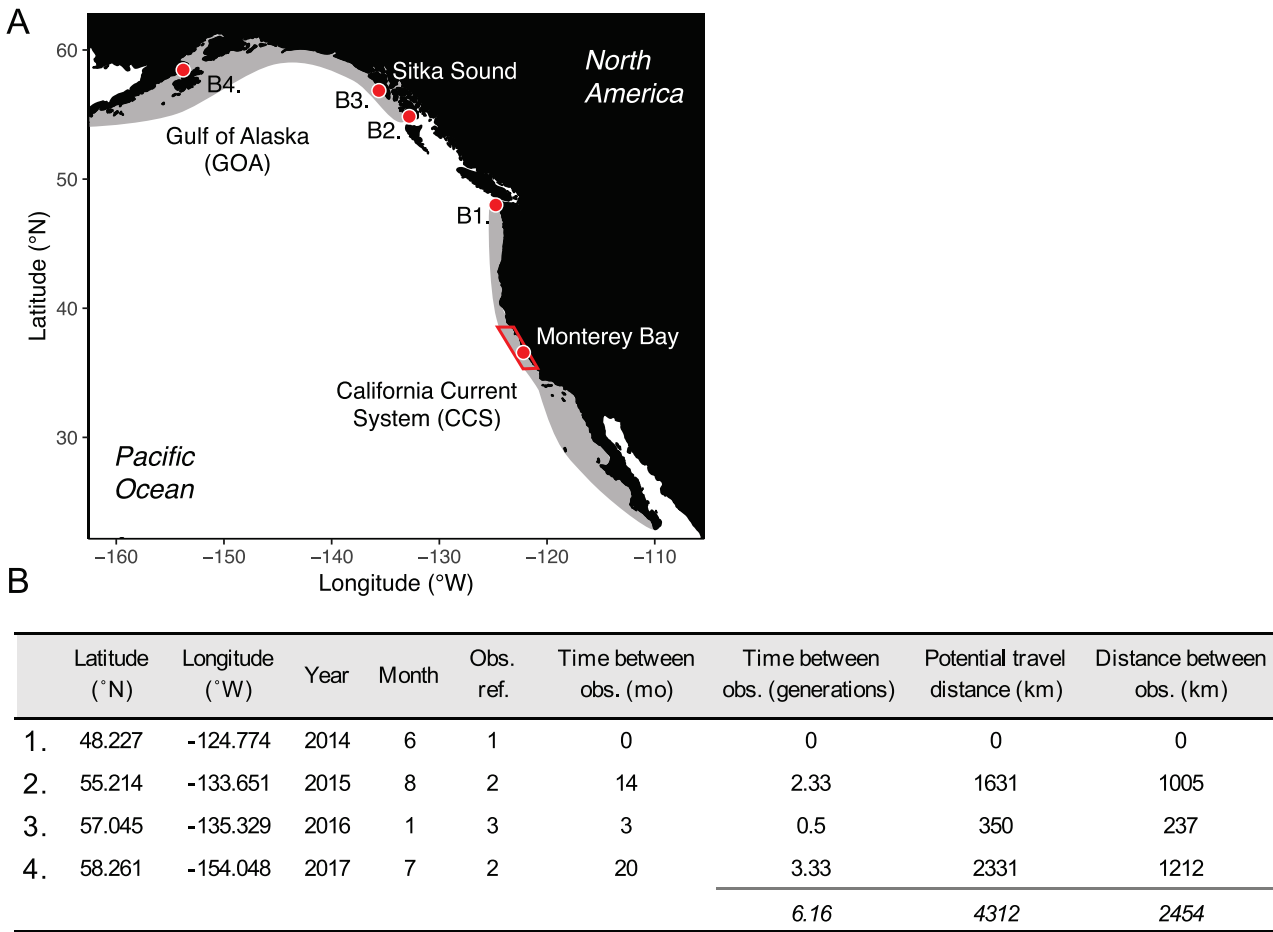 A
60
50
40
30
Latitude (°N)
North
America
Sitka Sound
B4.
B3.
B2.
Gulf of Alaska
(GOA)
B1.
Monterey Bay
California Current
System (CCS)
Pacific
Ocean
−160 −150 −140 −130 −120 −110
Longitude (°W)
B
Latitude (˚N) Longitude (˚W) Year Month Obs. ref. Time between obs. (mo) Time between obs. (generations) Potential travel distance (km) Distance between obs. (km)
1. 48.227 -124.774 2014 6 1 0 0 0 0
2. 55.214 -133.651 2015 8 2 14 2.33 1631 1005
3. 57.045 -135.329 2016 1 3 3 0.5 350 237
4. 58.261 -154.048 2017 7 2 20 3.33 2331 1212
6.16 4312 2454